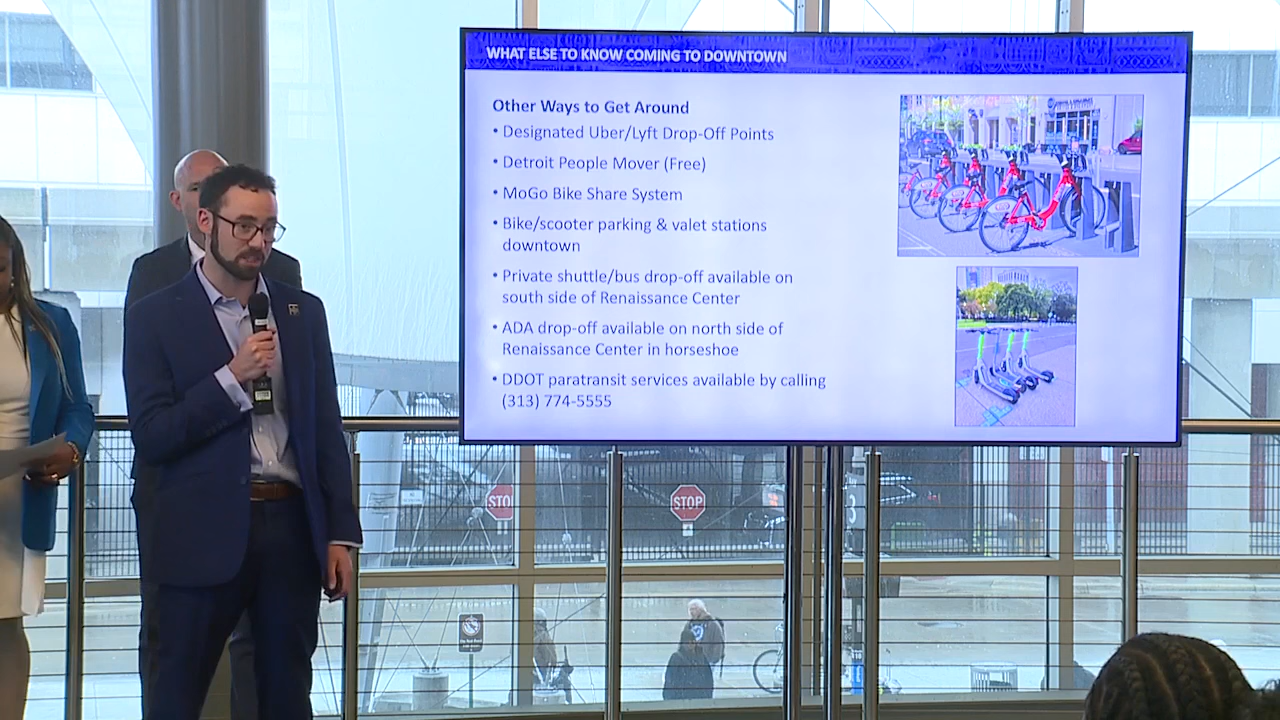 WHAT ELSE TO KNOW COMING TO DOWNTOWN
Other Ways to Get Around
• Designated Uber/Lyft Drop-Off Points
• Detroit People Mover (Free)
• MoGo Bike Share System
• Bike/scooter parking & valet stations
downtown
• Private shuttle/bus drop-off available on
south side of Renaissance Center
• ADA drop-off available on north side of
Renaissance Center in horseshoe
• DDOT paratransit services available by calling
(313) 774-5555
STO
STOP